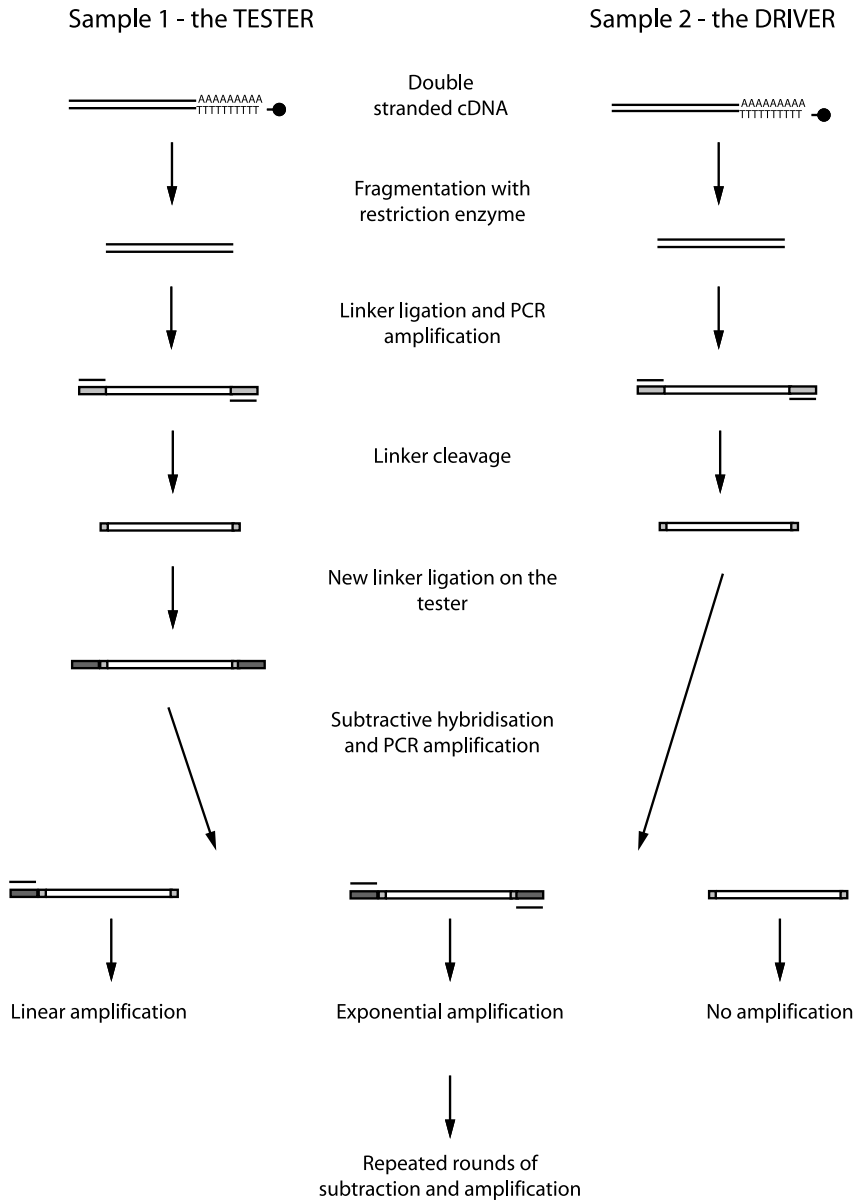 Sample 1 - the TESTER
Sample 2 - the DRIVER
Double
stranded cDNA
AAAAAAAAA
TTTTTTTTTT
AAAAAAAAA
TTTTTTTTTT
Fragmentation with
restriction enzyme
Linker ligation and PCR
amplification
Linker cleavage
New linker ligation on the
tester
Subtractive hybridisation
and PCR amplification
Linear amplification
Exponential amplification
No amplification
Repeated rounds of
subtraction and amplification